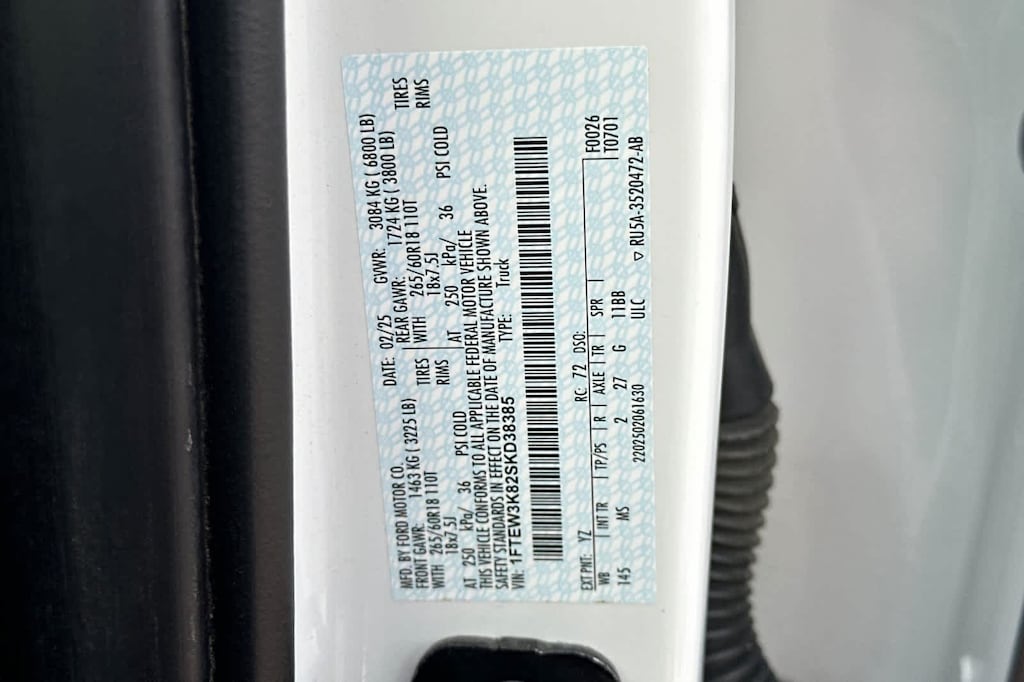 MFD. BY FORD MOTOR CO.
DATE: 02/25 GVWR: 3084 KG ( 6800 LB)
FRONT GAWR: 1463 KG ( 3225 LB)
REAR GAWR: 1724 KG ( 3800 LB)
WITH 265/60R18 110T TIRES
WITH 265/60R18 110T TIRES
18x7.5J RIMS
18x7.5J RIMS
AT 250 kPa/ 36 PSI COLD
AT 250 kPa/ 36 PSI COLD
THIS VEHICLE CONFORMS TO ALL APPLICABLE FEDERAL MOTOR VEHICLE
SAFETY STANDARDS IN EFFECT ON THE DATE OF MANUFACTURE SHOWN ABOVE.
VIN: 1FTEW3K82SKD38385 TYPE: Truck
EXT PNT: YZ RC: 72 DSO: F0026
WB INT TR TP/PS R AXLE TR SPR T0701
145 MS 2 27 G 11BB
2202502061630 ULC ▽ RU5A-3520472-AB